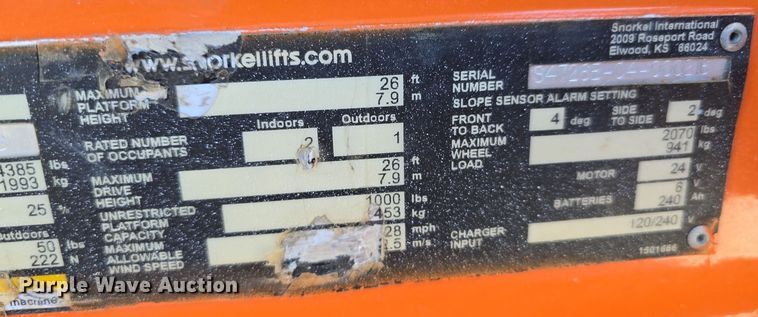 www.snorkellifts.com
Snorkel International
2009 Roseport Road
Elwood, KS 66024
MAXIMUM PLATFORM HEIGHT 26 ft 7.9 m
SERIAL NUMBER
SLOPE SENSOR ALARM SETTING
FRONT TO BACK 4 deg SIDE TO SIDE 2 deg
RATED NUMBER OF OCCUPANTS Indoors 2 Outdoors 1
MAXIMUM WHEEL LOAD 2070 lbs 941 kg
4385 lbs
1993 kg
MAXIMUM DRIVE HEIGHT 26 ft 7.9 m
MOTOR 24 V
25 %
UNRESTRICTED PLATFORM CAPACITY 1000 lbs 453 kg
BATTERIES 6 V 240 Ah
Outdoors
50 lbs
222 N
MAXIMUM ALLOWABLE WIND SPEED 28 mph m/s
CHARGER INPUT 120/240 V
1501666
machine
Purple Wave Auction